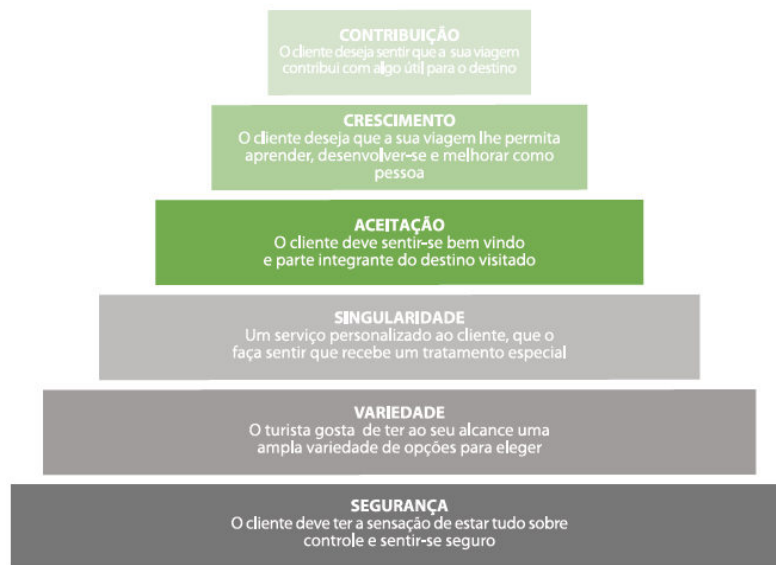 CONTRIBUIÇÃO
O cliente deseja sentir que a sua viagem
contribui com algo útil para o destino
CRESCIMENTO
O cliente deseja que a sua viagem lhe permita
aprender, desenvolver-se e melhorar como
pessoa
ACEITAÇÃO
O cliente deve sentir-se bem vindo
e parte integrante do destino visitado
SINGULARIDADE
Um serviço personalizado ao cliente, que o
faça sentir que recebe um tratamento especial
VARIEDADE
O turista gosta de ter ao seu alcance uma
ampla variedade de opções para eleger
SEGURANÇA
O cliente deve ter a sensação de estar tudo sobre
controle e sentir-se seguro